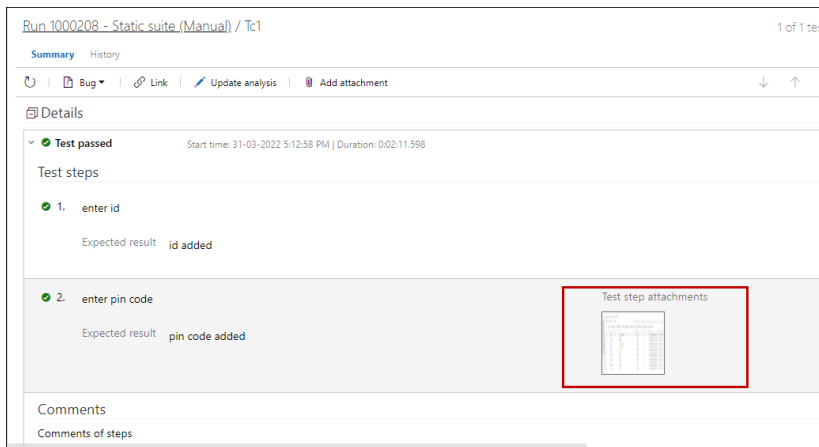 Run 1000208 - Static suite (Manual) / Tc1
1 of 1 tes
Summary History
Bug Link Update analysis Add attachment
Details
Test passed Start time: 31-03-2022 5:12:58 PM | Duration: 0:02:11.598
Test steps
1. enter id
Expected result id added
2. enter pin code Test step attachments
Expected result pin code added
Comments
Comments of steps